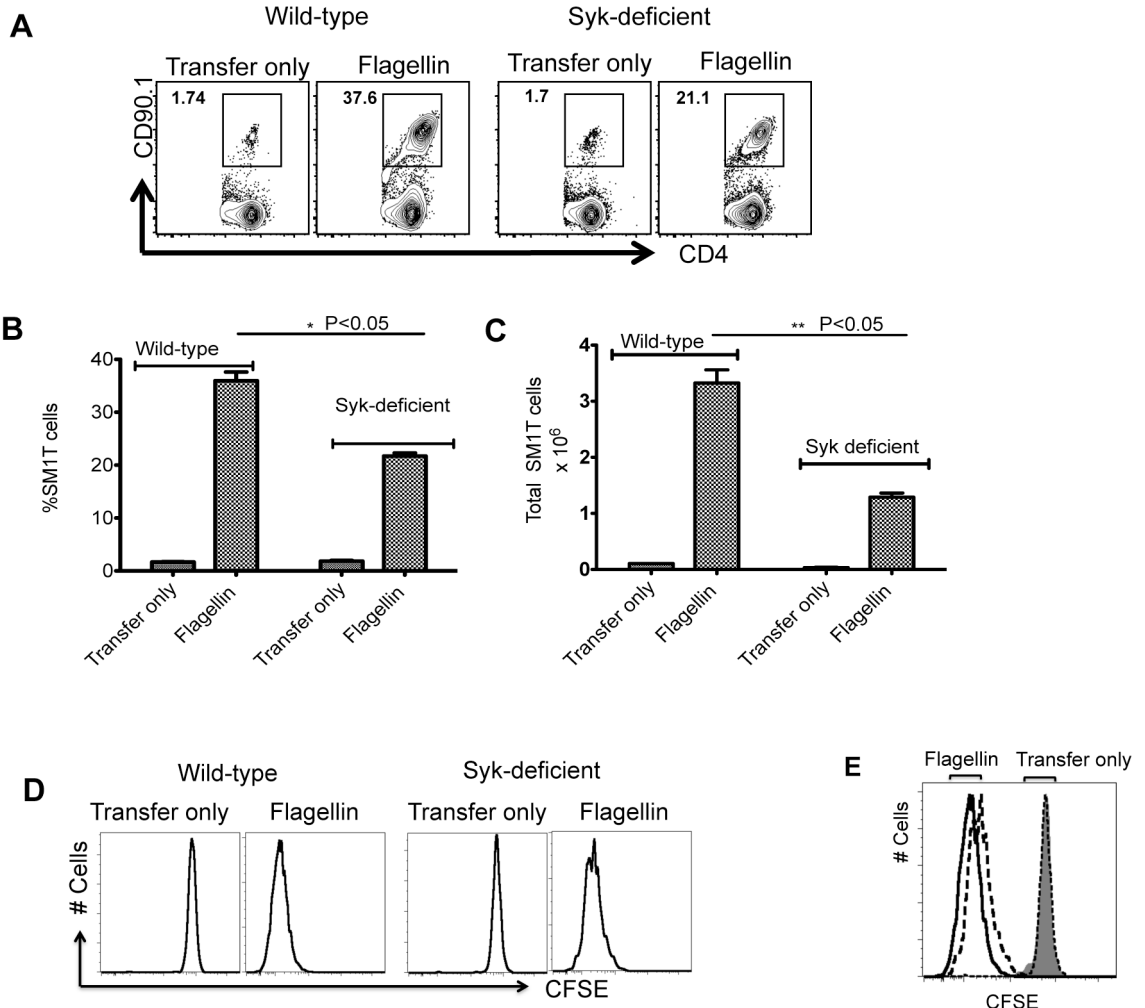 A
Wild-type Syk-deficient
Transfer only Flagellin Transfer only Flagellin
1.74 37.6 1.7 21.1
CD90.1
CD4
B
* P<0.05
Wild-type
Syk-deficient
%SM1T cells
40
30
20
10
0
Transfer only
Flagellin
Transfer only
Flagellin
C
** P<0.05
Wild-type
Syk deficient
Total SM1T cells
x 10⁶
4
3
2
1
0
Transfer only
Flagellin
Transfer only
Flagellin
D
Wild-type Syk-deficient
Transfer only Flagellin Transfer only Flagellin
# Cells
CFSE
E
Flagellin Transfer only
# Cells
CFSE